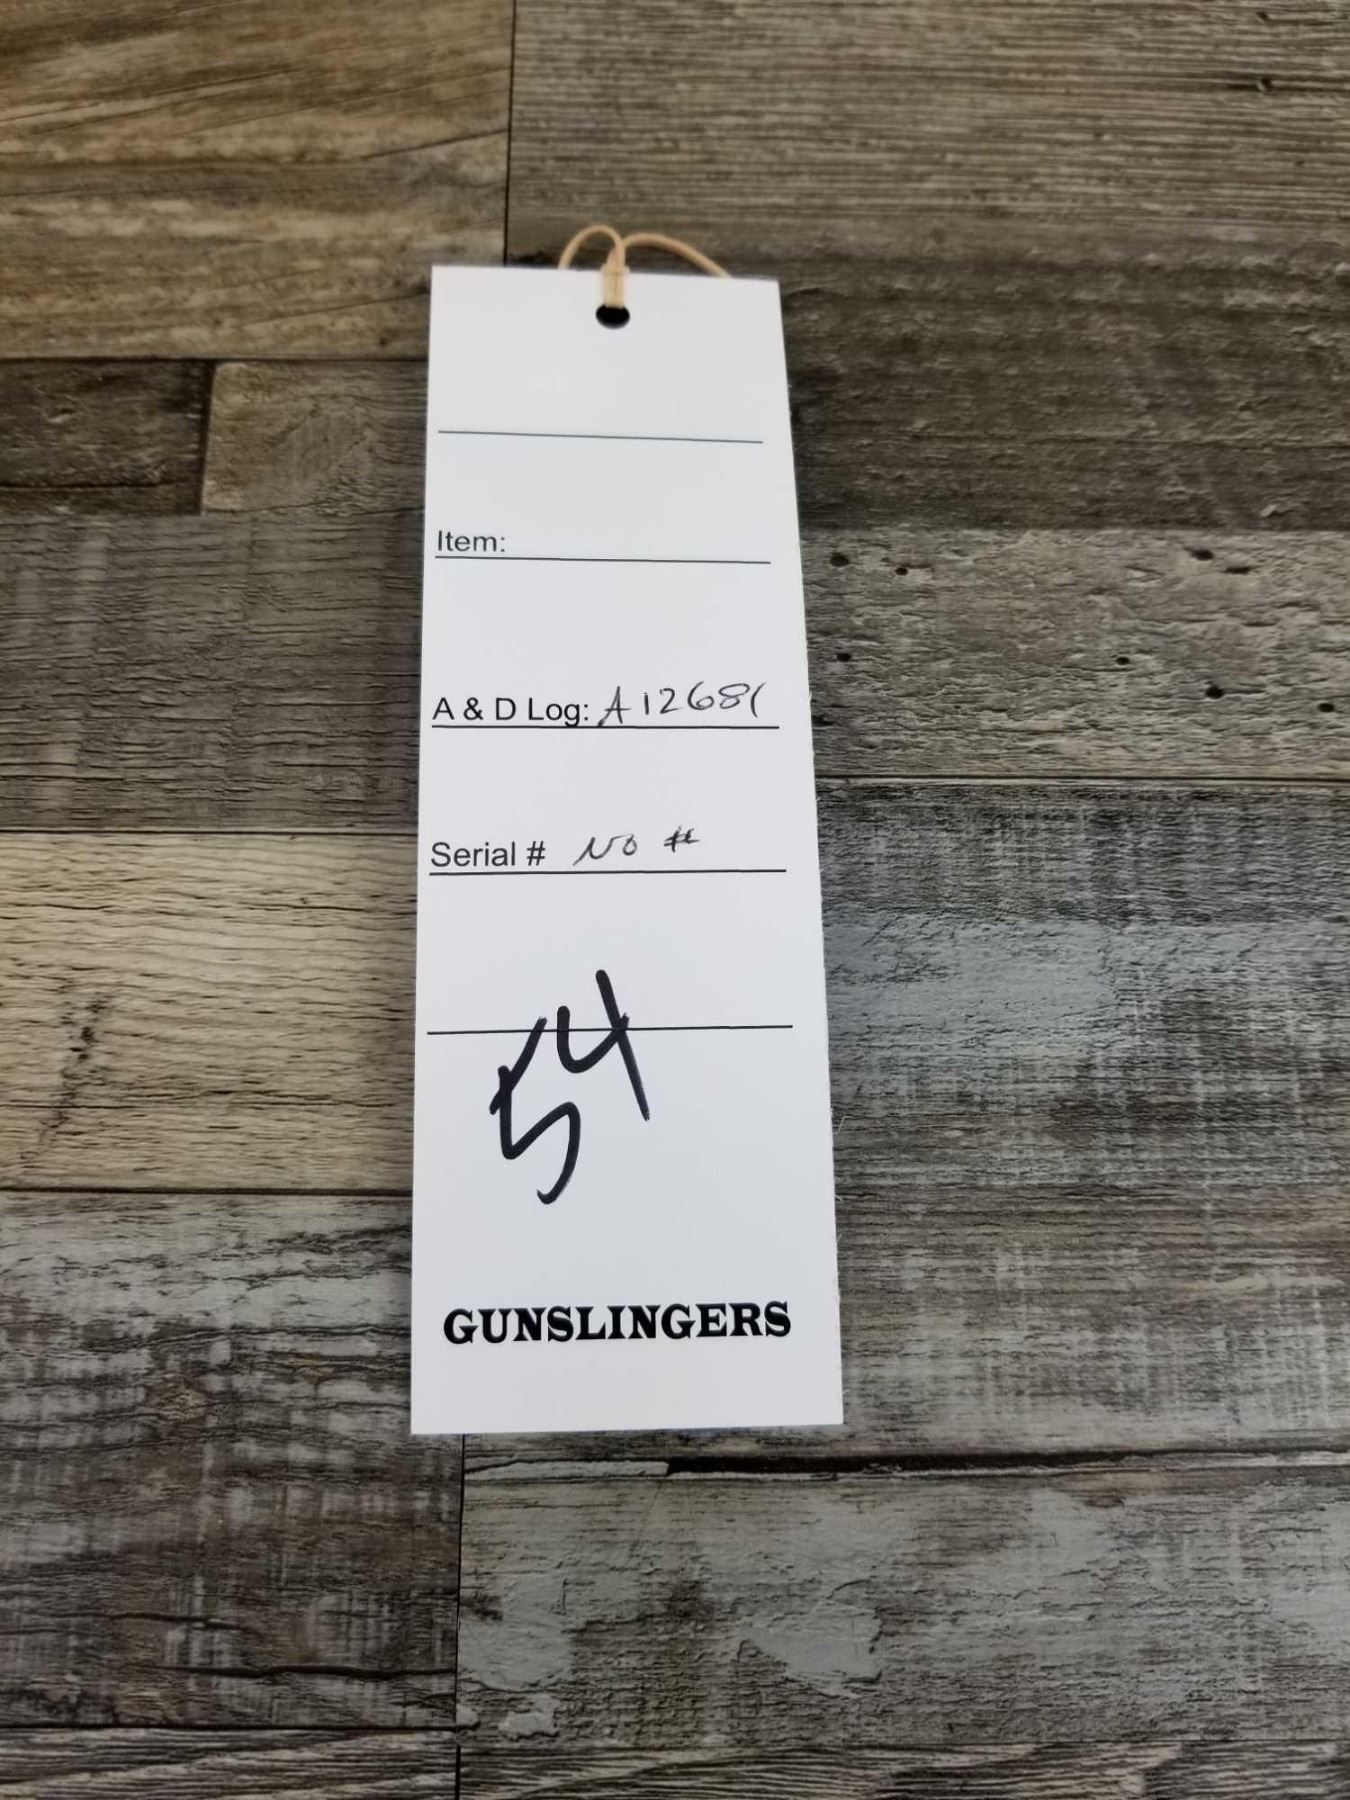 Item:
A & D Log: A12681
Serial # No #
54
GUNSLINGERS